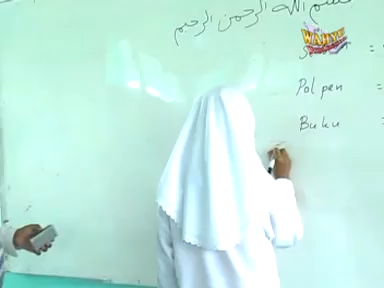 بسم الله الرحمن الرحيم
Pol pen =
Buku =